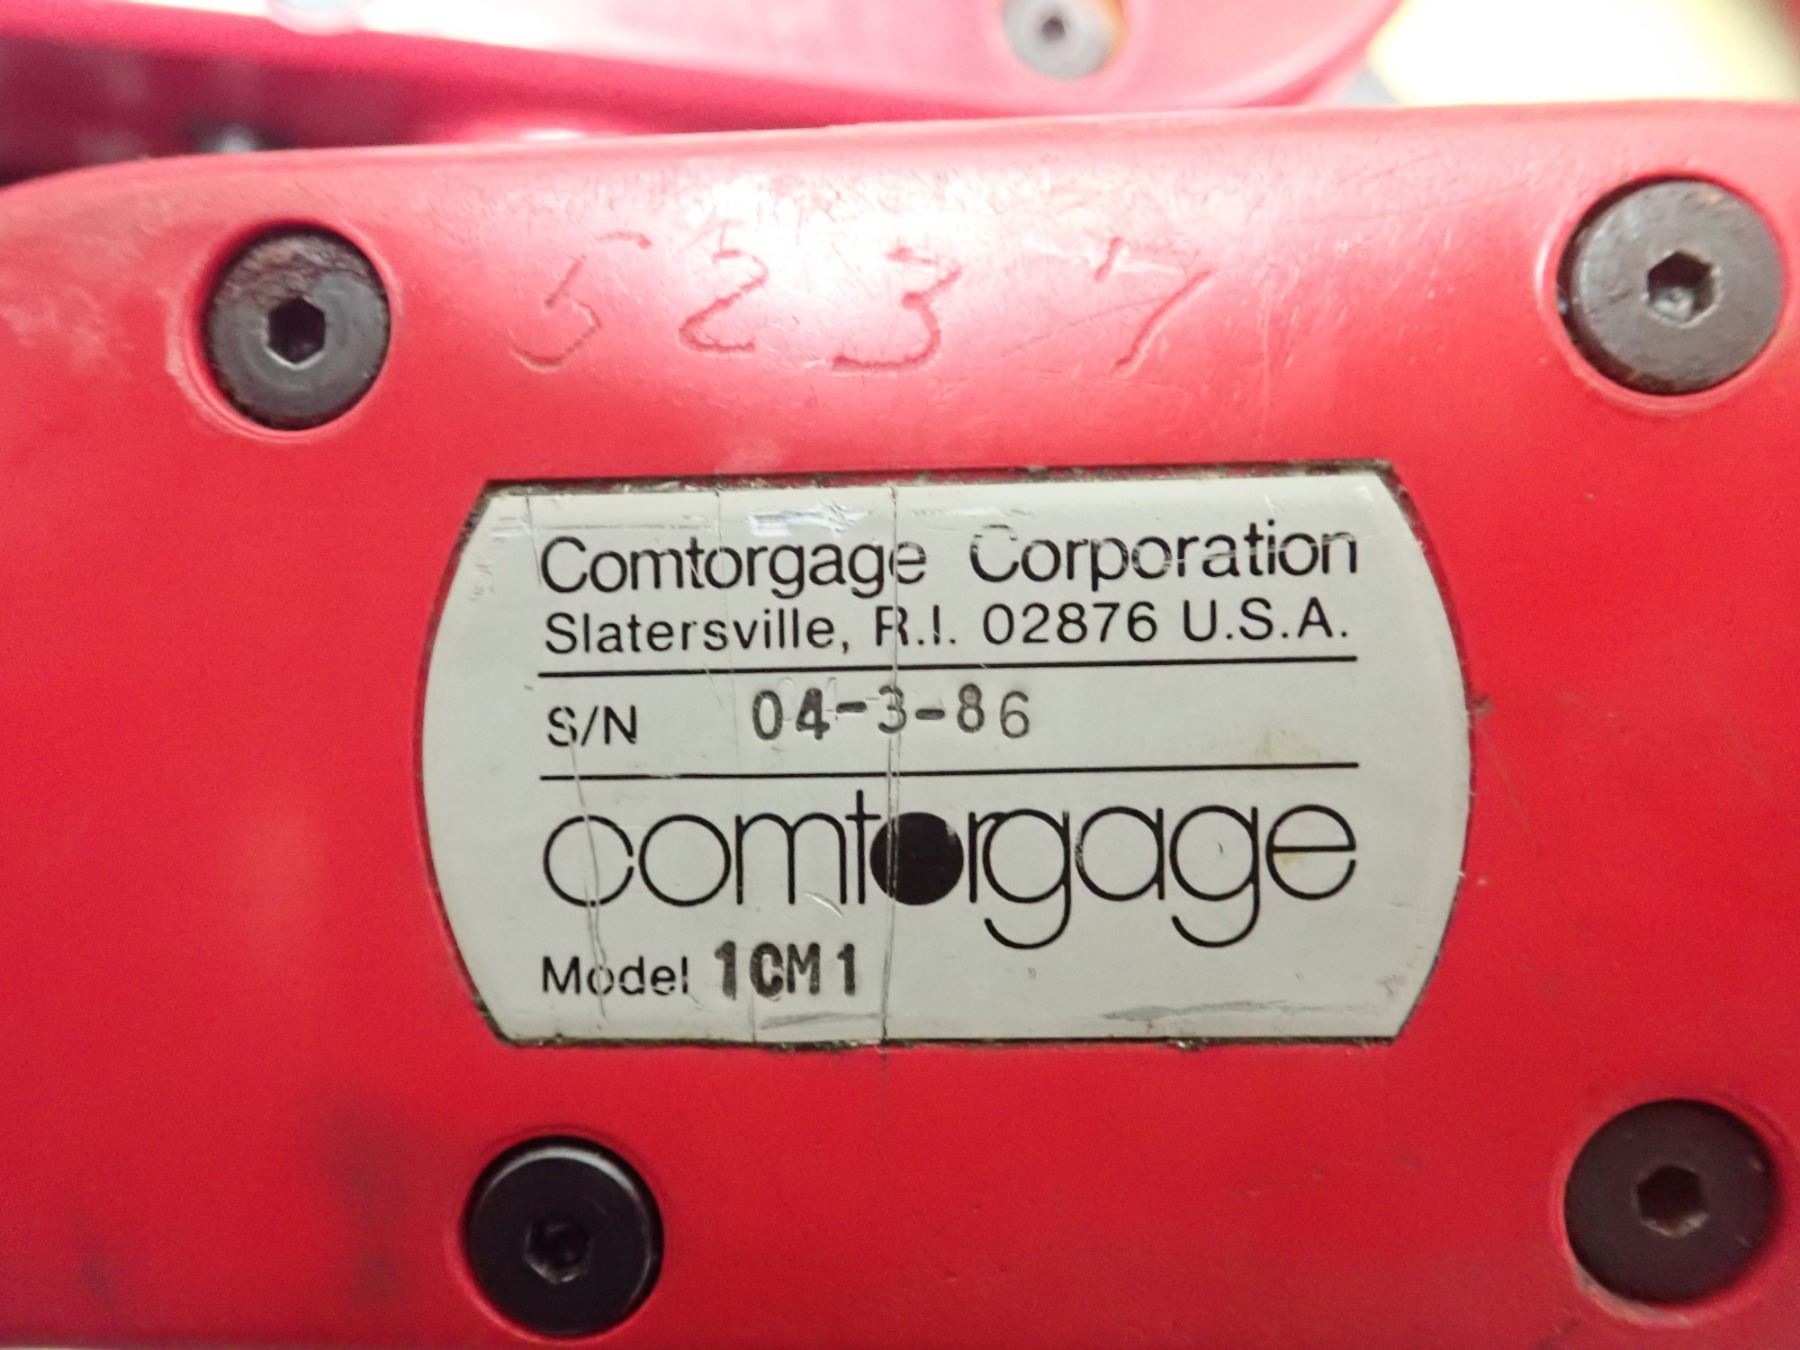 5237
Comtorgage Corporation
Slatersville, R.I. 02876 U.S.A.
S/N 04-3-86
comtorgage
Model 1CM1